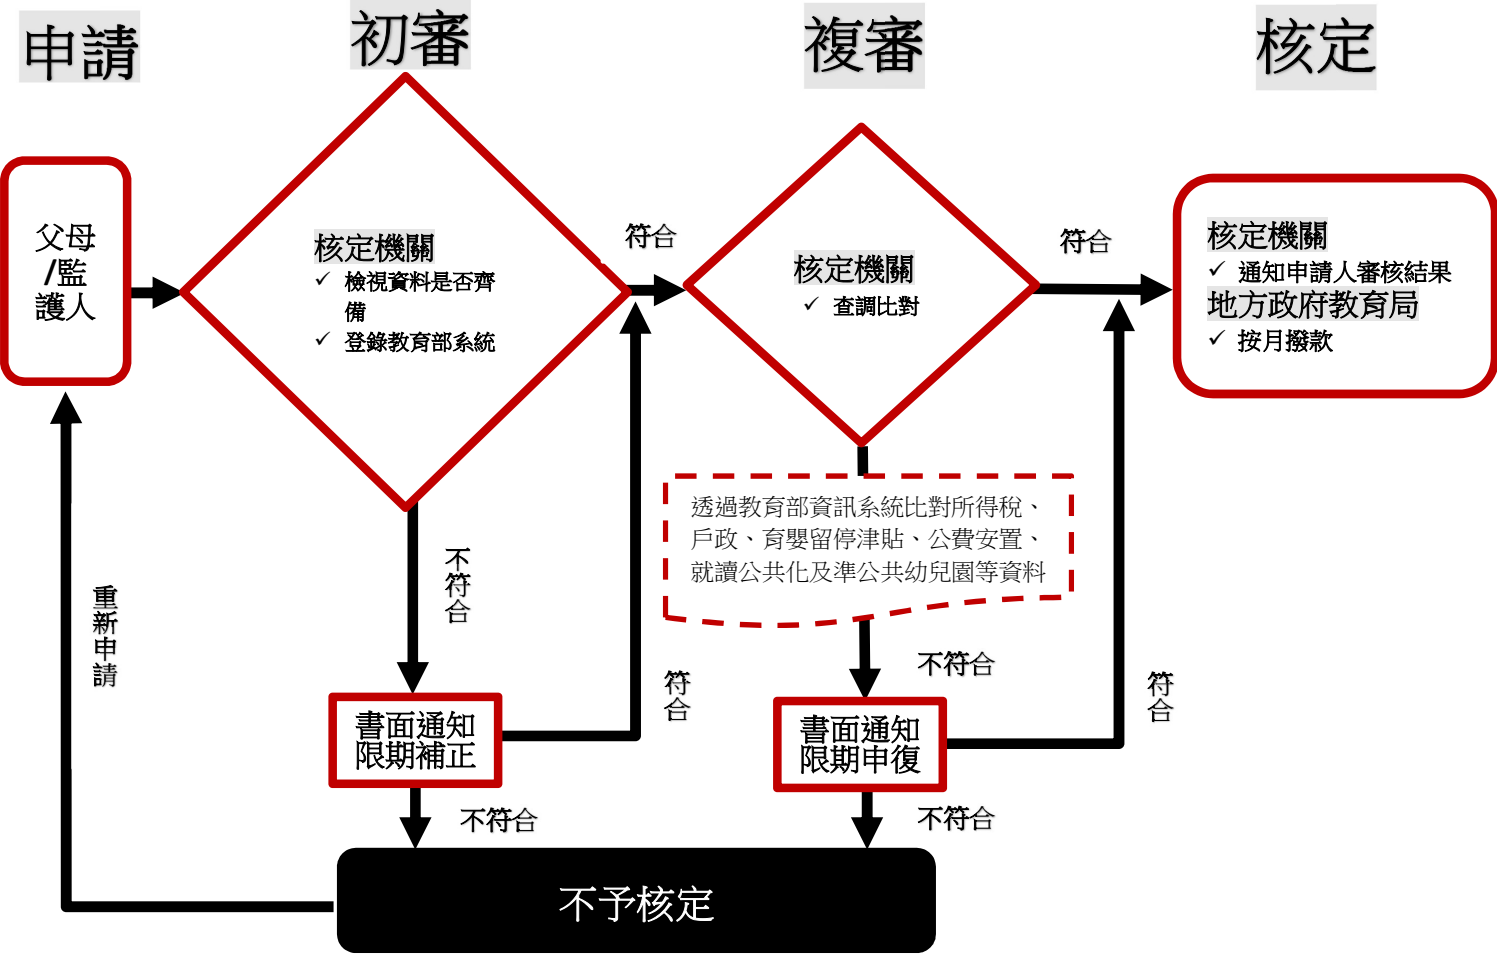 申請
初審
複審
核定
父母
/監
護人
核定機關
✓ 檢視資料是否齊
備
✓ 登錄教育部系統
符合
核定機關
✓ 查調比對
符合
核定機關
✓ 通知申請人審核結果
地方政府教育局
✓ 按月撥款
透過教育部資訊系統比對所得稅、
戶政、育嬰留停津貼、公費安置、
就讀公共化及準公共幼兒園等資料
不符合
重新申請
不符合
符合
符合
書面通知
限期補正
書面通知
限期申復
不符合
不符合
不予核定